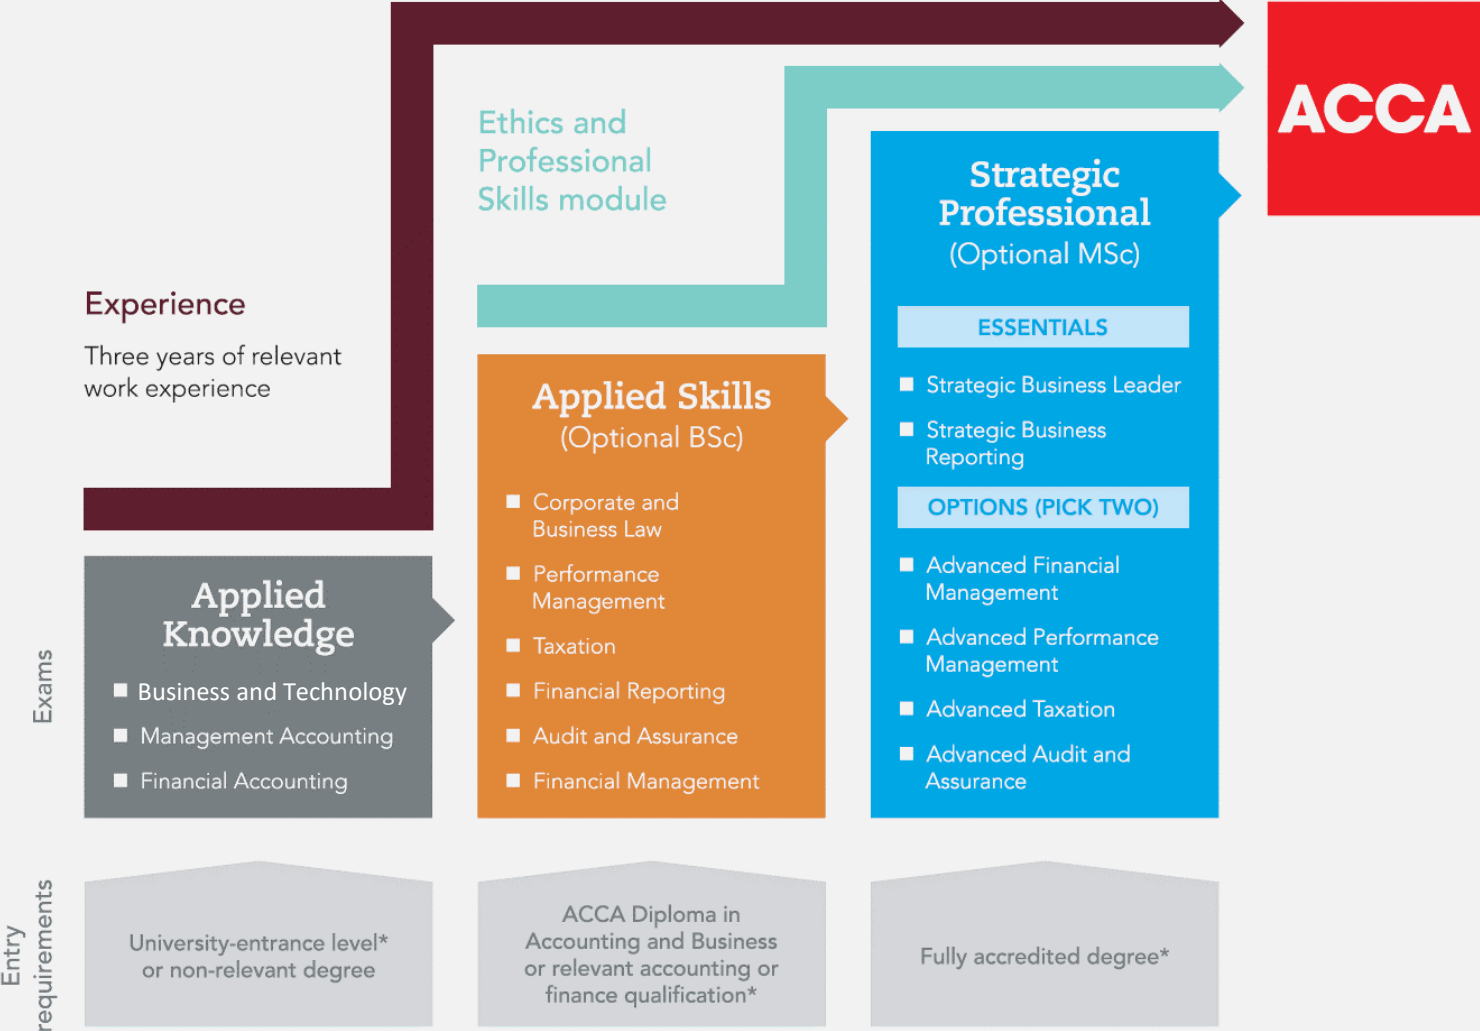 ACCA
Ethics and
Professional
Skills module
Experience
Three years of relevant
work experience
Exams
Applied
Knowledge
Business and Technology
Management Accounting
Financial Accounting
Applied Skills
(Optional BSc)
Corporate and
Business Law
Performance
Management
Taxation
Financial Reporting
Audit and Assurance
Financial Management
Strategic
Professional
(Optional MSc)
ESSENTIALS
Strategic Business Leader
Strategic Business
Reporting
OPTIONS (PICK TWO)
Advanced Financial
Management
Advanced Performance
Management
Advanced Taxation
Advanced Audit and
Assurance
Entry
requirements
University-entrance level*
or non-relevant degree
ACCA Diploma in
Accounting and Business
or relevant accounting or
finance qualification*
Fully accredited degree*